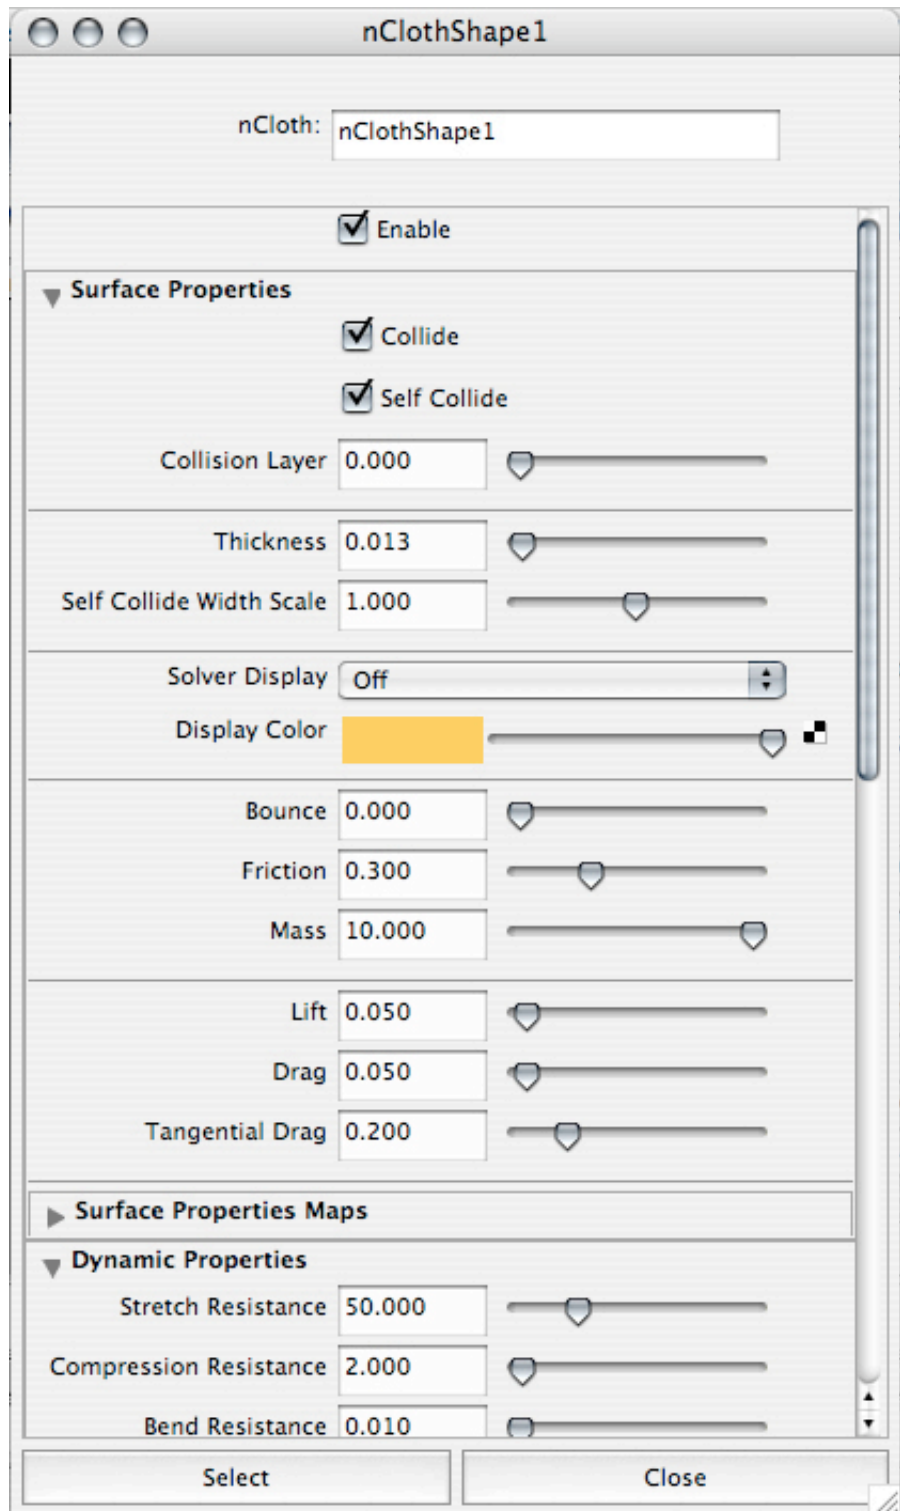 nClothShape1
nCloth: nClothShape1
Enable
Surface Properties
Collide
Self Collide
Collision Layer 0.000
Thickness 0.013
Self Collide Width Scale 1.000
Solver Display Off
Display Color
Bounce 0.000
Friction 0.300
Mass 10.000
Lift 0.050
Drag 0.050
Tangential Drag 0.200
Surface Properties Maps
Dynamic Properties
Stretch Resistance 50.000
Compression Resistance 2.000
Bend Resistance 0.010
Select Close